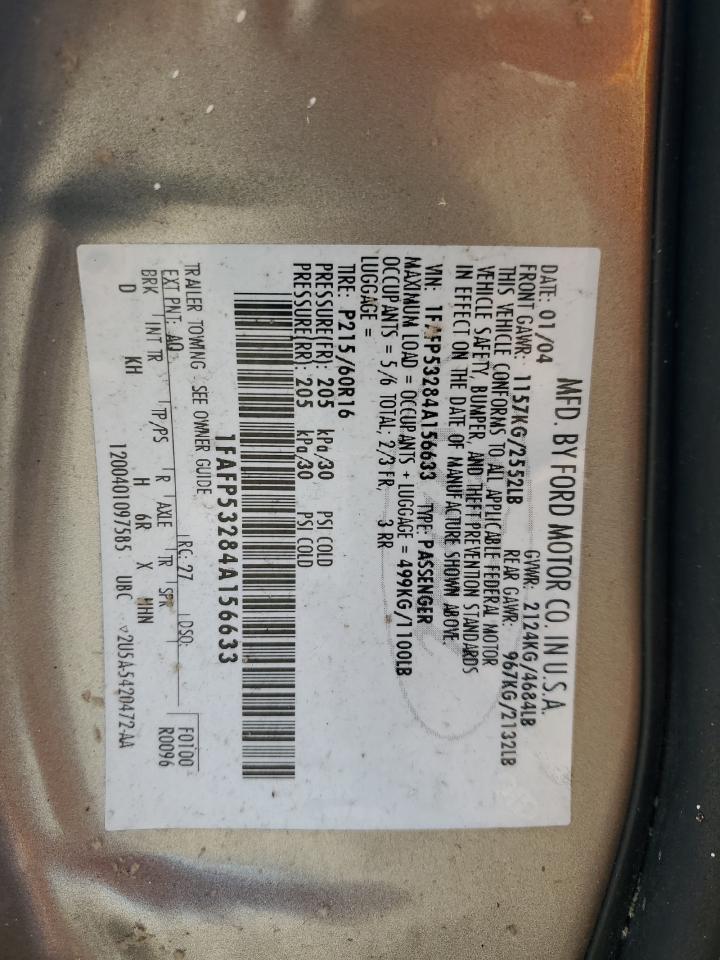 MFD. BY FORD MOTOR CO. IN U.S.A.
DATE: 01/04 GVWR: 2124KG/4684LB
FRONT GAWR: 1157KG/2552LB REAR GAWR: 967KG/2132LB
THIS VEHICLE CONFORMS TO ALL APPLICABLE FEDERAL MOTOR
VEHICLE SAFETY, BUMPER, AND THEFT PREVENTION STANDARDS
IN EFFECT ON THE DATE OF MANUFACTURE SHOWN ABOVE.
VIN: 1FAFP53284A156633 TYPE: PASSENGER
MAXIMUM LOAD = OCCUPANTS + LUGGAGE = 499KG/1100LB
OCCUPANTS = 5/6 TOTAL, 2/3 FR, 3 RR
LUGGAGE =
TIRE: P215/60R16
PRESSURE(FR): 205 kPa/30 PSI COLD
PRESSURE(RR): 205 kPa/30 PSI COLD
1FAFP53284A156633
TRAILER TOWING SEE OWNER GUIDE
EXT PNT: AQ RC: 27 DSO: F0100
BRK INT TR TP/PS R AXLE TR SPR R0096
D KH H 6R X HHN
1200401097585 UBC 2U5A-5420472-AA